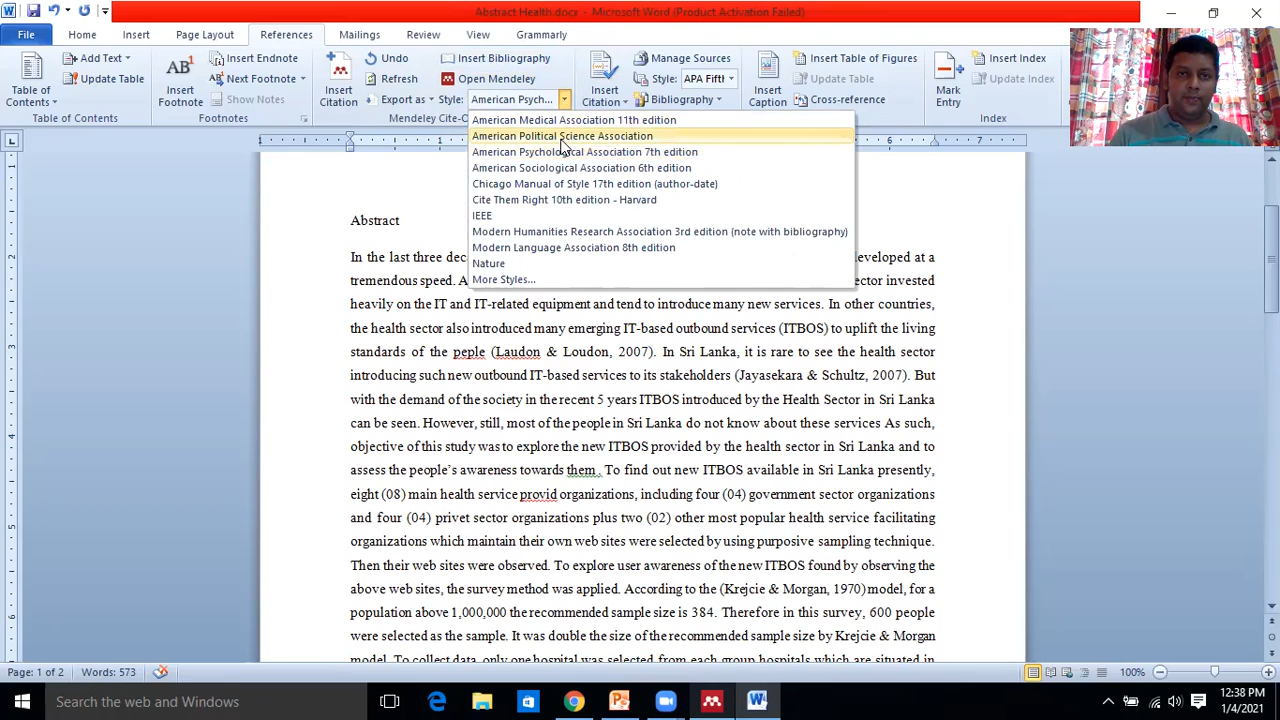 Abstract Health.docx - Microsoft Word (Product Activation Failed)
File Home Insert Page Layout References Mailings Review View Grammarly
Table of Contents
Add Text
Update Table
Table of Contents
Insert Footnote
AB1
Insert Endnote
Next Footnote
Show Notes
Footnotes
Insert Citation
Undo
Refresh
Export as
Insert Bibliography
Open Mendeley
Style: American Psych...
Mendeley Cite-O
Insert Citation
Manage Sources
Style: APA Fifth
Bibliography
Insert Caption
Insert Table of Figures
Update Table
Cross-reference
Mark Entry
Insert Index
Update Index
Index
American Medical Association 11th edition
American Political Science Association
American Psychological Association 7th edition
American Sociological Association 6th edition
Chicago Manual of Style 17th edition (author-date)
Cite Them Right 10th edition - Harvard
IEEE
Modern Humanities Research Association 3rd edition (note with bibliography)
Modern Language Association 8th edition
Nature
More Styles...
Abstract
In the last three dec eveloped at a
tremendous speed. A ector invested
heavily on the IT and IT-related equipment and tend to introduce many new services. In other countries,
the health sector also introduced many emerging IT-based outbound services (ITBOS) to uplift the living
standards of the peple (Laudon & Loudon, 2007). In Sri Lanka, it is rare to see the health sector
introducing such new outbound IT-based services to its stakeholders (Jayasekara & Schultz, 2007). But
with the demand of the society in the recent 5 years ITBOS introduced by the Health Sector in Sri Lanka
can be seen. However, still, most of the people in Sri Lanka do not know about these services As such,
objective of this study was to explore the new ITBOS provided by the health sector in Sri Lanka and to
assess the people's awareness towards them . To find out new ITBOS available in Sri Lanka presently,
eight (08) main health service provid organizations, including four (04) government sector organizations
and four (04) privet sector organizations plus two (02) other most popular health service facilitating
organizations which maintain their own web sites were selected by using purposive sampling technique.
Then their web sites were observed. To explore user awareness of the new ITBOS found by observing the
above web sites, the survey method was applied. According to the (Krejcie & Morgan, 1970) model, for a
population above 1,000,000 the recommended sample size is 384. Therefore in this survey, 600 people
were selected as the sample. It was double the size of the recommended sample size by Krejcie & Morgan
model. To collect data, only one hospital was selected from each group hospitals which are situated in
Page: 1 of 2 Words: 573 100%
Search the web and Windows
12:38 PM
1/4/2021